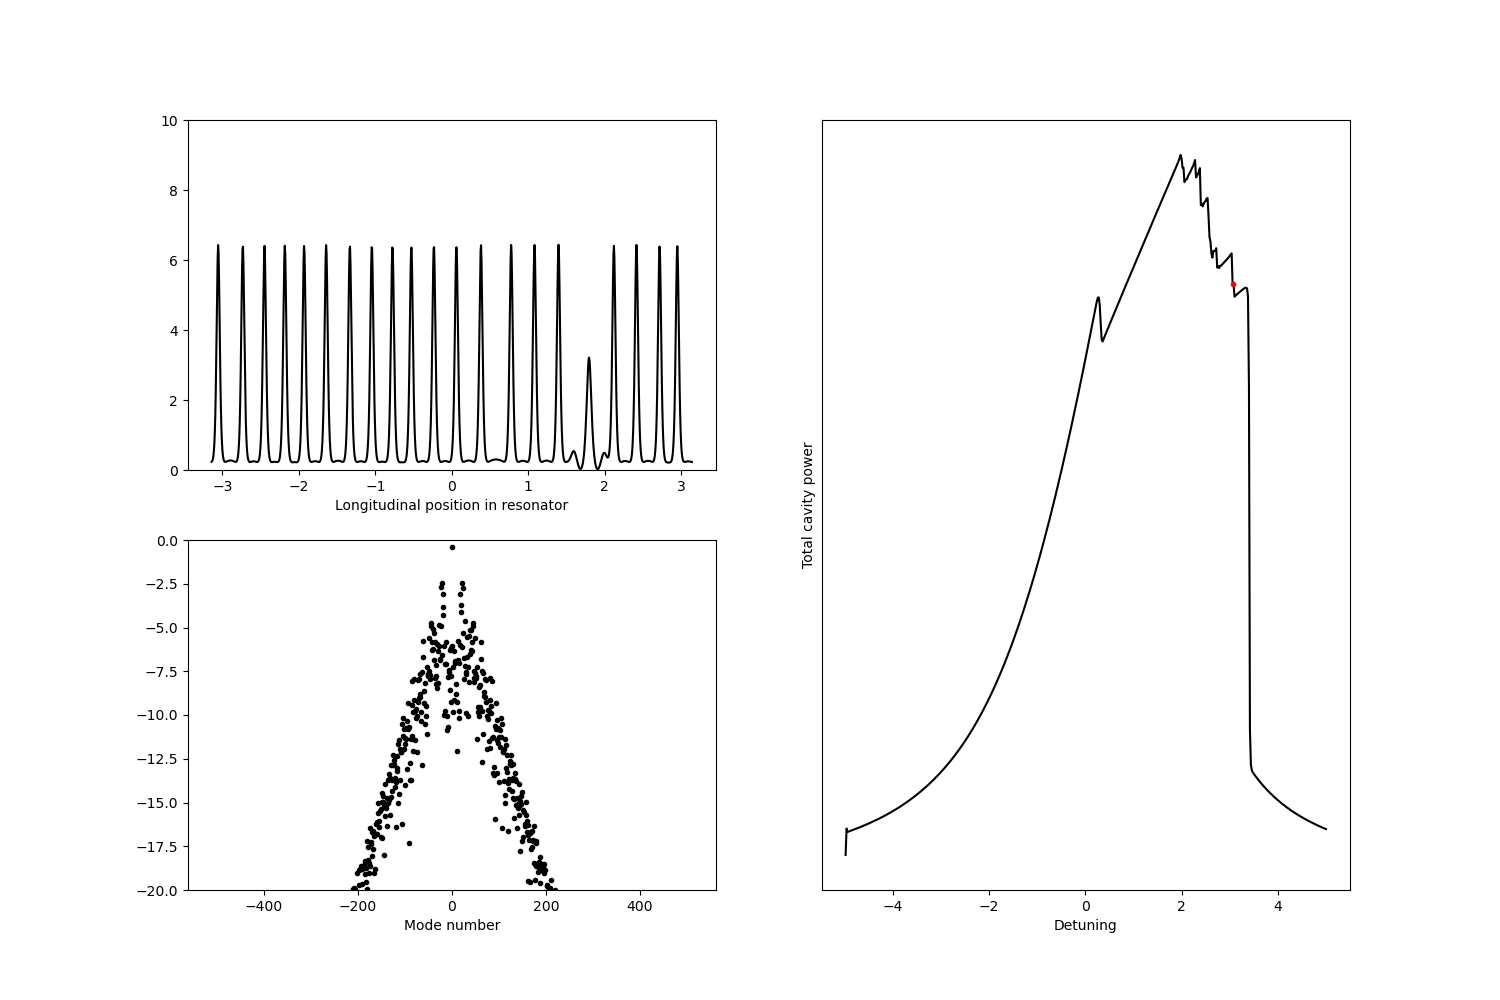 10
8
6
4
2
0
−3 −2 −1 0 1 2 3
Longitudinal position in resonator
0.0
−2.5
−5.0
−7.5
−10.0
−12.5
−15.0
−17.5
−20.0
−400 −200 0 200 400
Mode number
Total cavity power
−4 −2 0 2 4
Detuning